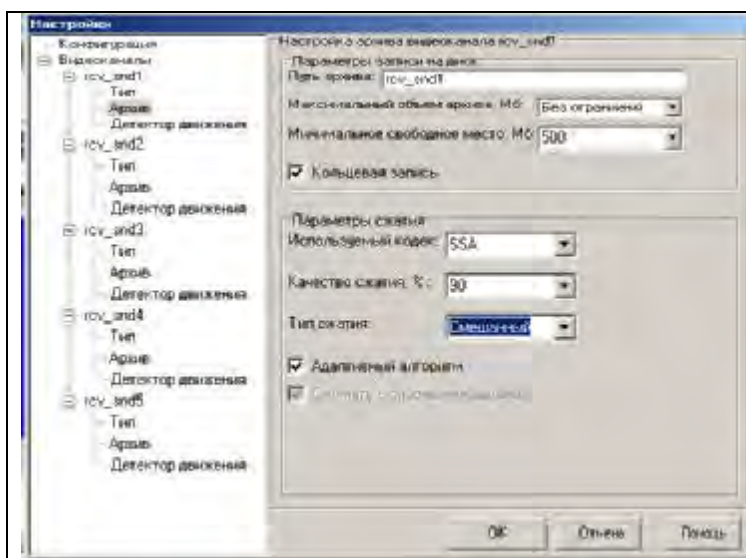 Настройки
Конфигурация
Видеоканалы
rcv_snd1
Тип
Архив
Детектор движения
rcv_snd2
Тип
Архив
Детектор движения
rcv_snd3
Тип
Архив
Детектор движения
rcv_snd4
Тип
Архив
Детектор движения
rcv_snd5
Тип
Архив
Детектор движения
Настройка архива видеоканала rcv_snd1
Параметры записи на диск
Путь архива: rcv_snd1
Максимальный объем архива, Мб: Без ограничено
Минимальное свободное место, Мб: 500
Кольцевая запись
Параметры сжатия
Используемый кодек: SSA
Качество сжатия, %: 90
Тип сжатия: Смешанный
Адаптивный алгоритм
OK Отмена Помощь